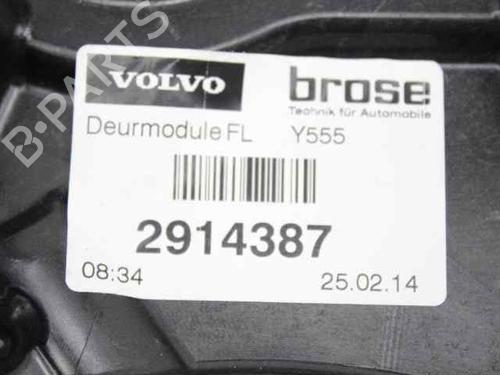 VOLVO brose
Technik für Automobile
Deurmodule FL Y555
2914387
08:34 25.02.14
B-PARTS